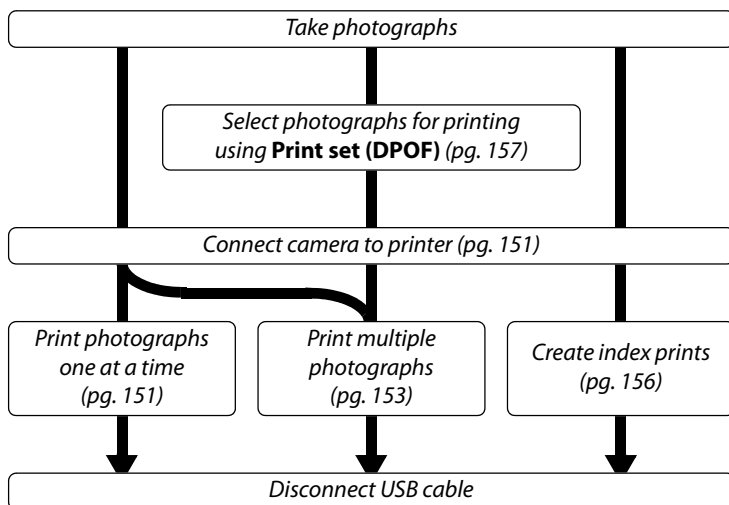 Take photographs
Select photographs for printing
using Print set (DPOF) (pg. 157)
Connect camera to printer (pg. 151)
Print photographs
one at a time
(pg. 151)
Print multiple
photographs
(pg. 153)
Create index prints
(pg. 156)
Disconnect USB cable